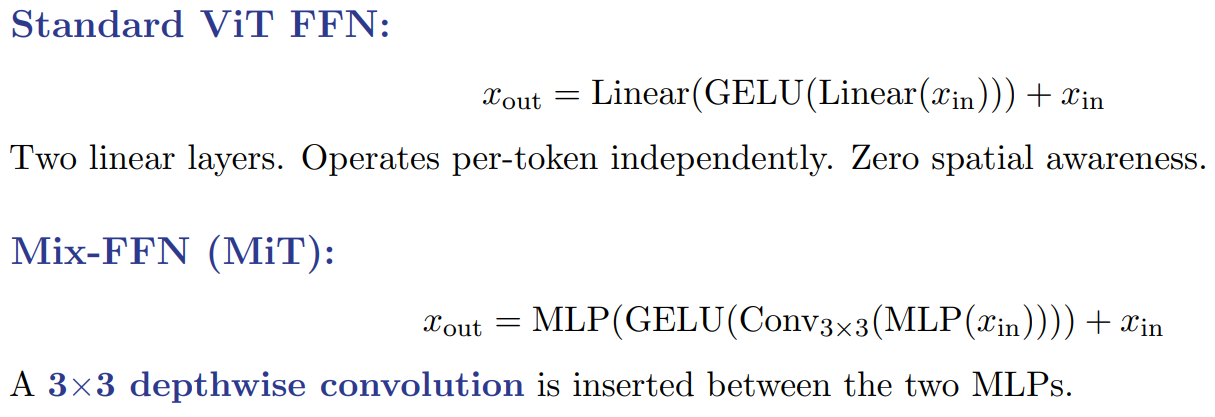 Standard ViT FFN:
x_out = Linear(GELU(Linear(x_in))) + x_in
Two linear layers. Operates per-token independently. Zero spatial awareness.
Mix-FFN (MiT):
x_out = MLP(GELU(Conv_3×3(MLP(x_in)))) + x_in
A 3×3 depthwise convolution is inserted between the two MLPs.